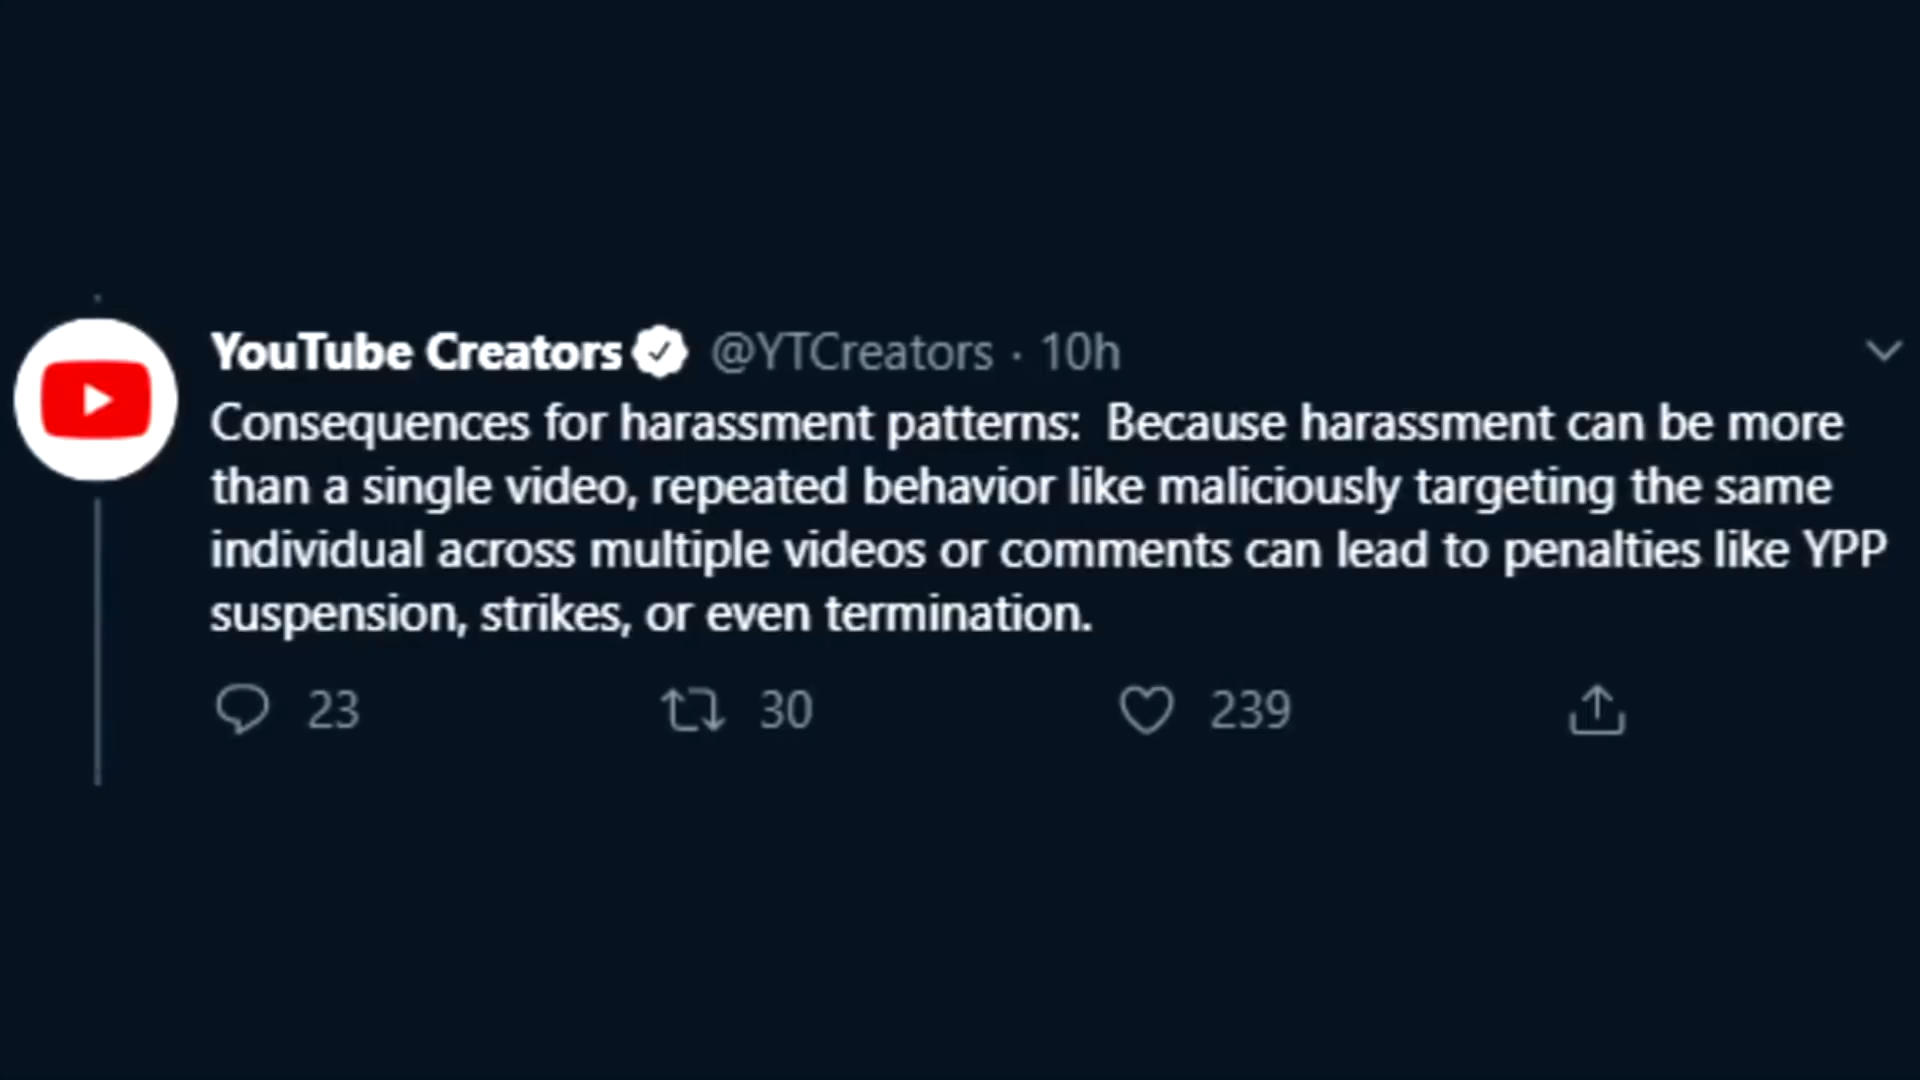 YouTube Creators @YTCreators · 10h
Consequences for harassment patterns:  Because harassment can be more
than a single video, repeated behavior like maliciously targeting the same
individual across multiple videos or comments can lead to penalties like YPP
suspension, strikes, or even termination.
23 30 239